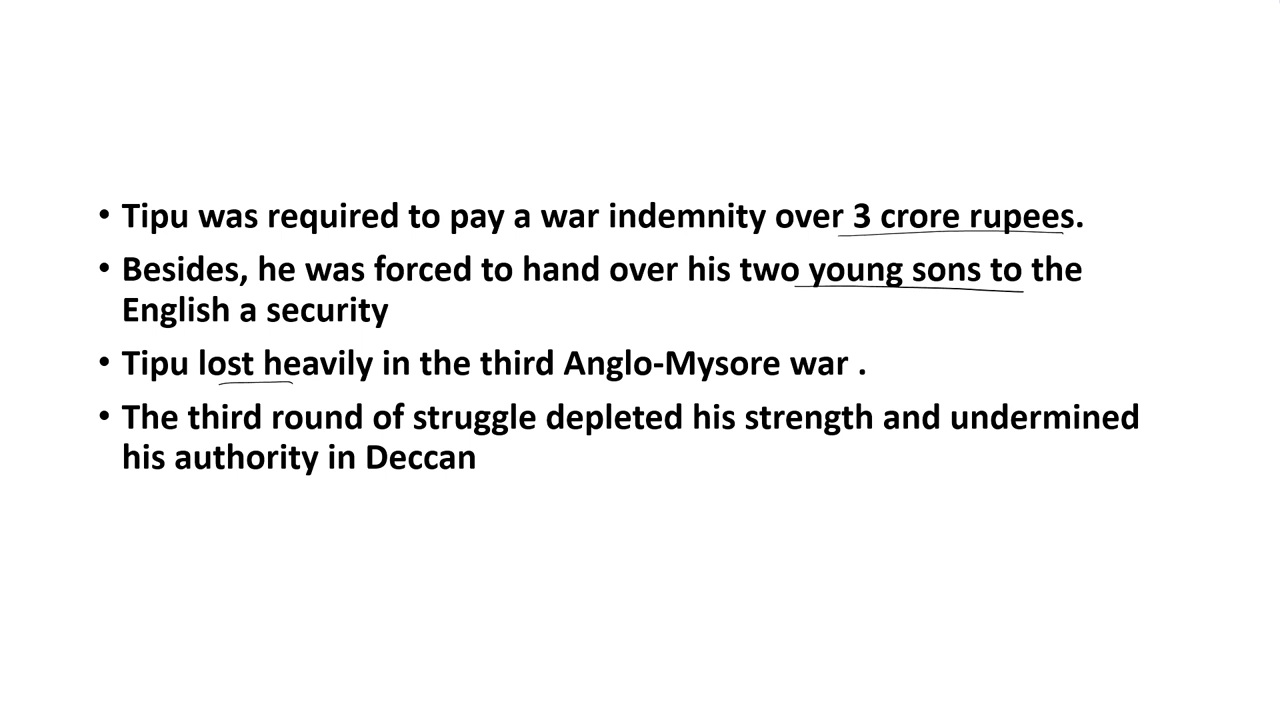 • Tipu was required to pay a war indemnity over 3 crore rupees.
• Besides, he was forced to hand over his two young sons to the
English a security
• Tipu lost heavily in the third Anglo-Mysore war .
• The third round of struggle depleted his strength and undermined
his authority in Deccan